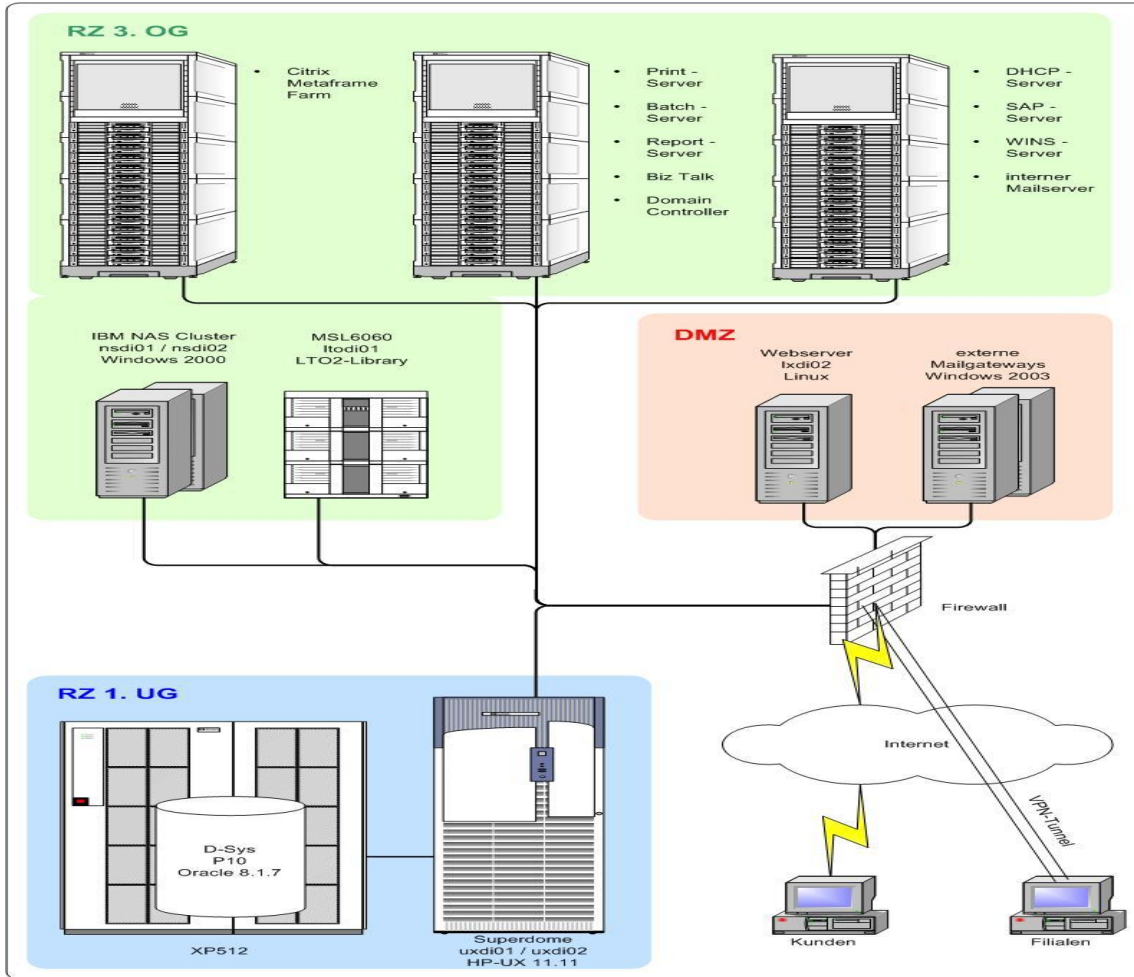 RZ 3. OG
• Citrix
Metaframe
Farm
• Print -
Server
• Batch -
Server
• Report -
Server
• Biz Talk
• Domain
Controller
• DHCP -
Server
• SAP -
Server
• WINS -
Server
• interner
Mailserver
IBM NAS Cluster
nsdi01 / nsdi02
Windows 2000
MSL6060
ltodi01
LTO2-Library
DMZ
Webserver
lxdi02
Linux
externe
Mailgateways
Windows 2003
Firewall
RZ 1. UG
D-Sys
P10
Oracle 8.1.7
XP512
Superdome
uxdi01 / uxdi02
HP-UX 11.11
Internet
VPN-Tunnel
Kunden
Filialen